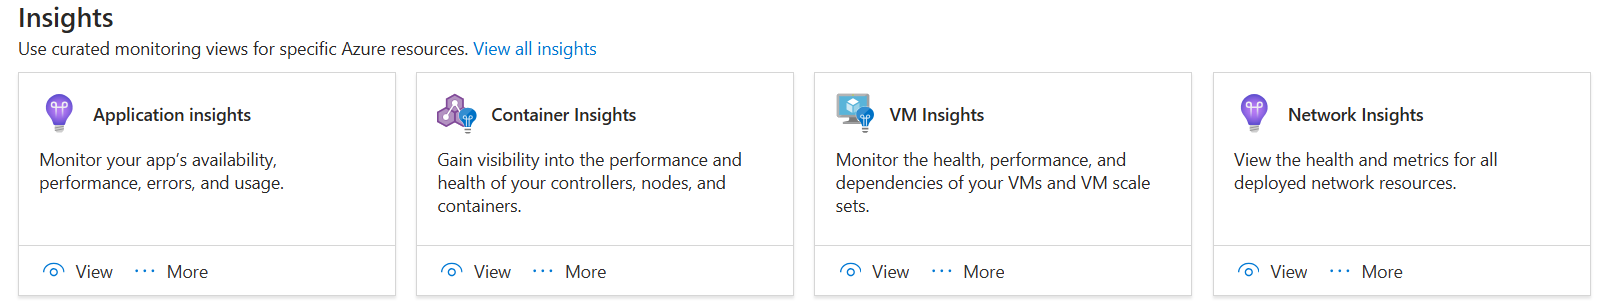 Insights
Use curated monitoring views for specific Azure resources. View all insights
Application insights
Monitor your app's availability,
performance, errors, and usage.
View ··· More
Container Insights
Gain visibility into the performance and
health of your controllers, nodes, and
containers.
View ··· More
VM Insights
Monitor the health, performance, and
dependencies of your VMs and VM scale
sets.
View ··· More
Network Insights
View the health and metrics for all
deployed network resources.
View ··· More